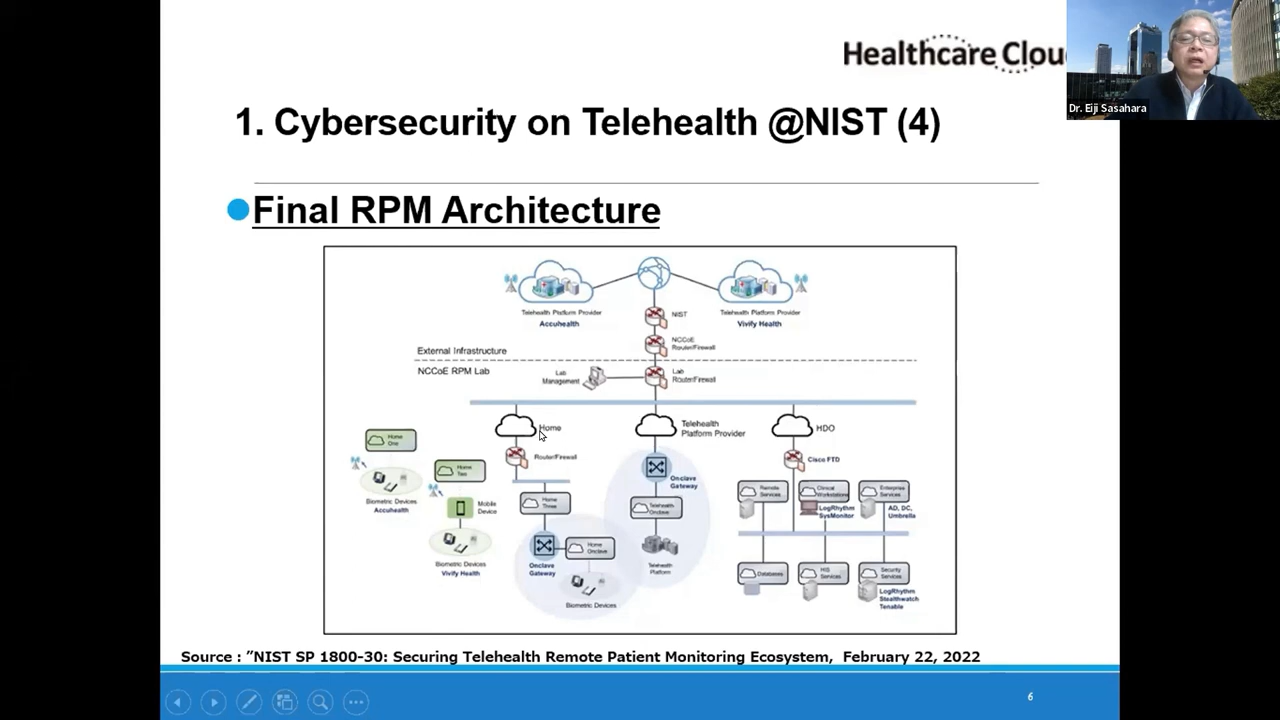 Healthcare Clou
Dr. Eiji Sasahara
1. Cybersecurity on Telehealth @NIST (4)
Final RPM Architecture
Telehealth Platform Provider
Accuhealth
Telehealth Platform Provider
Vivify Health
NIST
NCCoE
Router/Firewall
External Infrastructure
NCCoE RPM Lab
Lab
Management
Lab
Router/Firewall
Home
Telehealth
Platform Provider
HDO
Home
One
Biometric Devices
Accuhealth
Home
Two
Mobile
Device
Biometric Devices
Vivify Health
Router/Firewall
Home
Three
Onclave
Gateway
Home
Onclave
Biometric Devices
Onclave
Gateway
Telehealth
Onclave
Telehealth
Platform
Cisco FTD
Remote
Services
Clinical
Workstations
LogRhythm
SysMonitor
Enterprise
Services
AD, DC,
Umbrella
Databases
HIS
Services
Security
Services
LogRhythm
Stealthwatch
Tenable
Source : ”NIST SP 1800-30: Securing Telehealth Remote Patient Monitoring Ecosystem, February 22, 2022
6